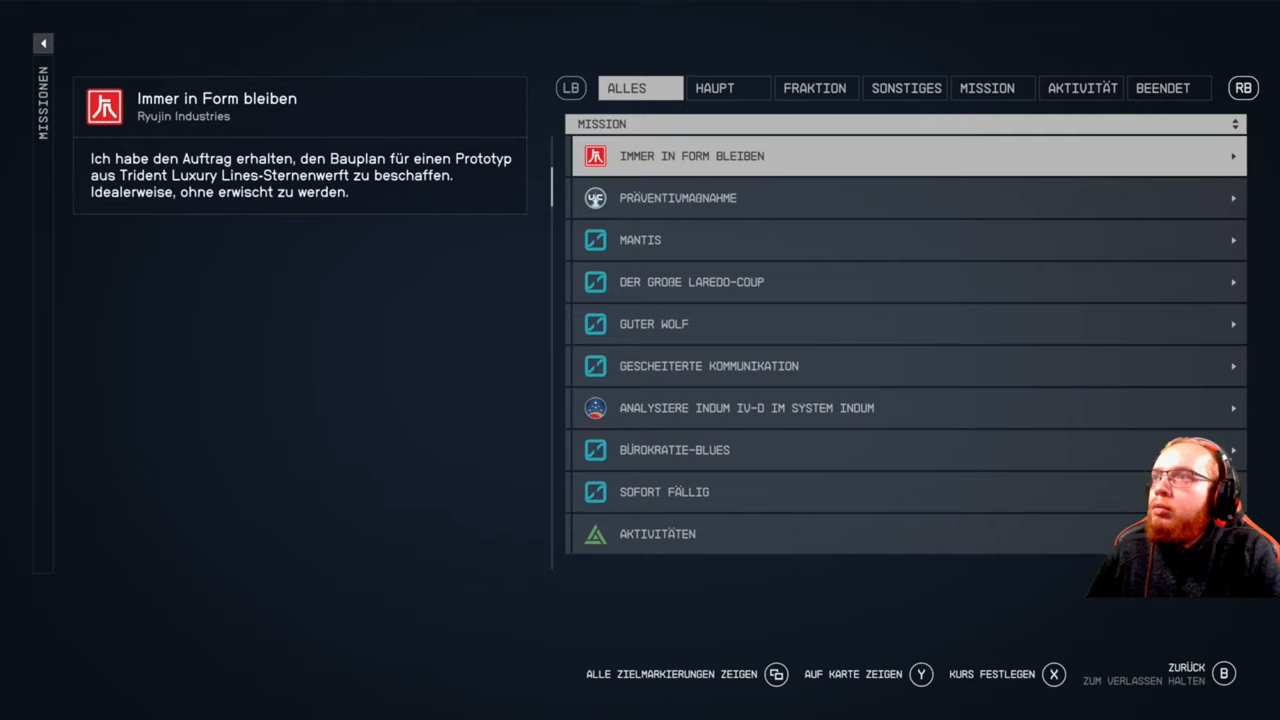 MISSIONEN
Immer in Form bleiben
Ryujin Industries
Ich habe den Auftrag erhalten, den Bauplan für einen Prototyp
aus Trident Luxury Lines-Sternenwerft zu beschaffen.
Idealerweise, ohne erwischt zu werden.
LB ALLES HAUPT FRAKTION SONSTIGES MISSION AKTIVITÄT BEENDET RB
MISSION
IMMER IN FORM BLEIBEN
UC PRÄVENTIVMAßNAHME
MANTIS
DER GROßE LAREDO-COUP
GUTER WOLF
GESCHEITERTE KOMMUNIKATION
ANALYSIERE INDUM IV-D IM SYSTEM INDUM
BÜROKRATIE-BLUES
SOFORT FÄLLIG
AKTIVITÄTEN
ALLE ZIELMARKIERUNGEN ZEIGEN AUF KARTE ZEIGEN Y KURS FESTLEGEN X ZURÜCK B
ZUM VERLASSEN HALTEN